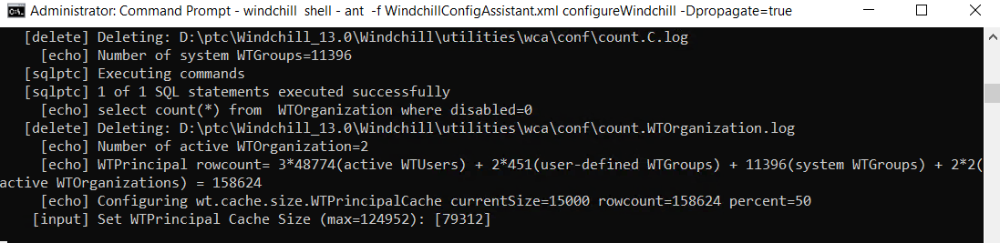 Administrator: Command Prompt - windchill  shell - ant  -f WindchillConfigAssistant.xml configureWindchill -Dpropagate=true
[delete] Deleting: D:\ptc\Windchill_13.0\Windchill\utilities\wca\conf\count.C.log
[echo] Number of system WTGroups=11396
[sqlptc] Executing commands
[sqlptc] 1 of 1 SQL statements executed successfully
[echo] select count(*) from  WTOrganization where disabled=0
[delete] Deleting: D:\ptc\Windchill_13.0\Windchill\utilities\wca\conf\count.WTOrganization.log
[echo] Number of active WTOrganization=2
[echo] WTPrincipal rowcount= 3*48774(active WTUsers) + 2*451(user-defined WTGroups) + 11396(system WTGroups) + 2*2(
active WTOrganizations) = 158624
[echo] Configuring wt.cache.size.WTPrincipalCache currentSize=15000 rowcount=158624 percent=50
[input] Set WTPrincipal Cache Size (max=124952): [79312]